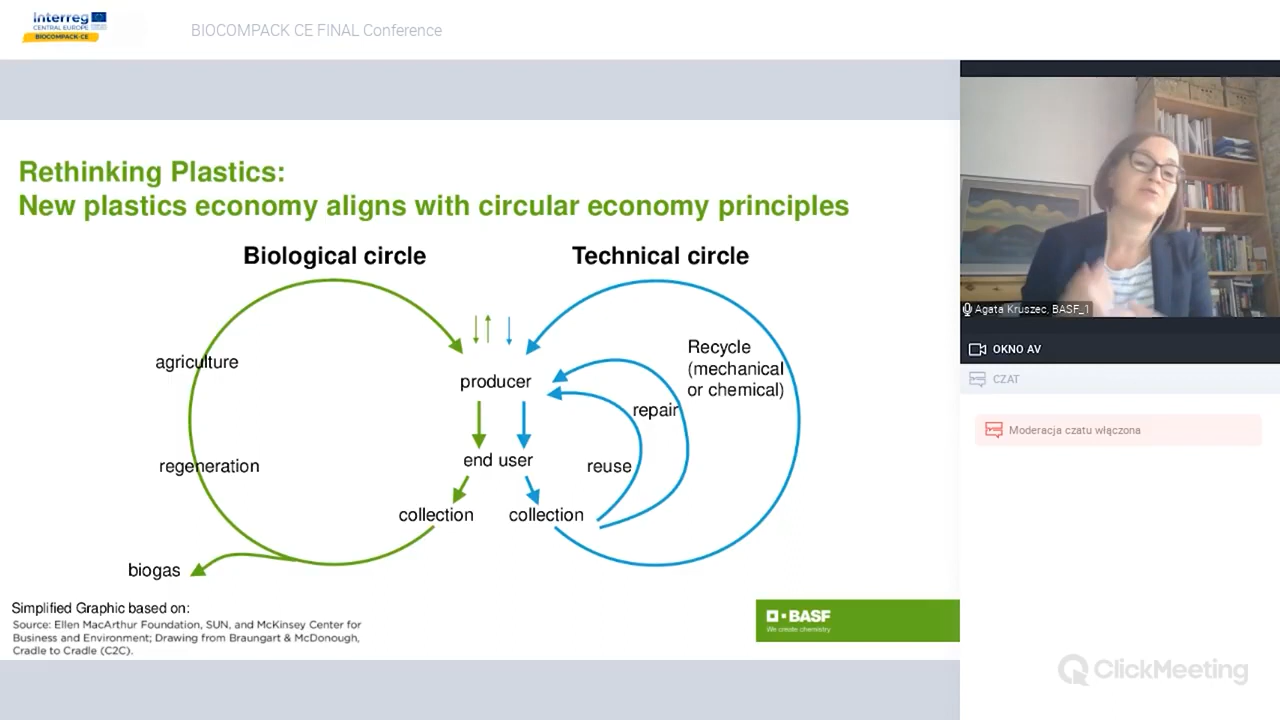 Interreg
CENTRAL EUROPE
BIOCOMPACK-CE
BIOCOMPACK CE FINAL Conference
Rethinking Plastics:
New plastics economy aligns with circular economy principles
Biological circle
Technical circle
agriculture
regeneration
biogas
producer
end user
collection
collection
reuse
repair
Recycle
(mechanical
or chemical)
Simplified Graphic based on:
Source: Ellen MacArthur Foundation, SUN, and McKinsey Center for
Business and Environment; Drawing from Braungart & McDonough,
Cradle to Cradle (C2C).
BASF
We create chemistry
Agata Kruszec, BASF_1
OKNO AV
CZAT
Moderacja czatu włączona
ClickMeeting